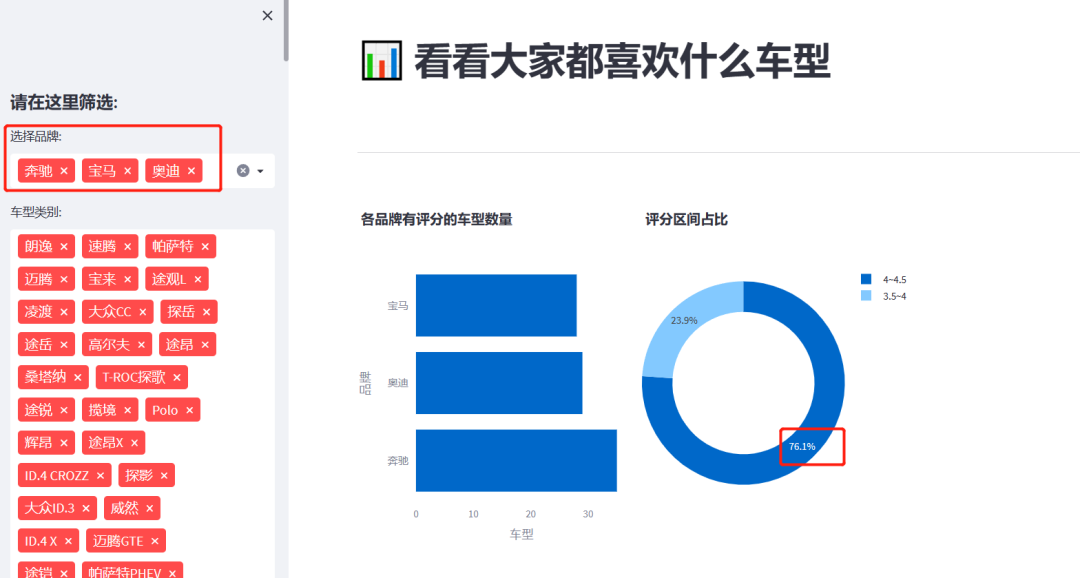 看看大家都喜欢什么车型
请在这里筛选:
选择品牌:
奔驰 × 宝马 × 奥迪 ×
车型类别:
朗逸 × 速腾 × 帕萨特 ×
迈腾 × 宝来 × 途观L ×
凌渡 × 大众CC × 探岳 ×
途岳 × 高尔夫 × 途昂 ×
桑塔纳 × T-ROC探歌 ×
途锐 × 揽境 × Polo ×
辉昂 × 途昂X ×
ID.4 CROZZ × 探影 ×
大众ID.3 × 威然 ×
ID.4 X × 迈腾GTE ×
途铠 × 帕萨特PHEV ×
各品牌有评分的车型数量
宝马
奥迪
奔驰
品牌
0 10 20 30
车型
评分区间占比
23.9%
76.1%
4~4.5
3.5~4